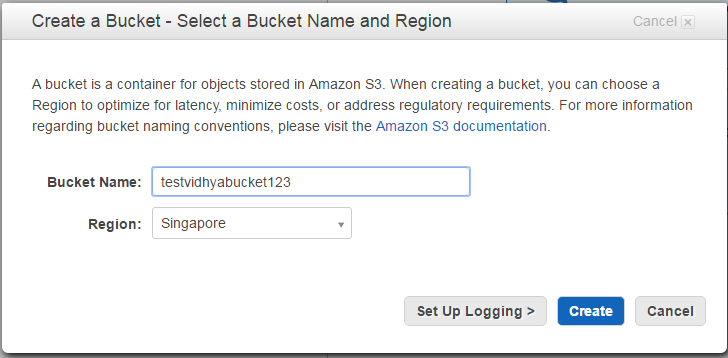 Create a Bucket - Select a Bucket Name and Region
Cancel x
A bucket is a container for objects stored in Amazon S3. When creating a bucket, you can choose a
Region to optimize for latency, minimize costs, or address regulatory requirements. For more information
regarding bucket naming conventions, please visit the Amazon S3 documentation.
Bucket Name: testvidhyabucket123
Region: Singapore
Set Up Logging > Create Cancel